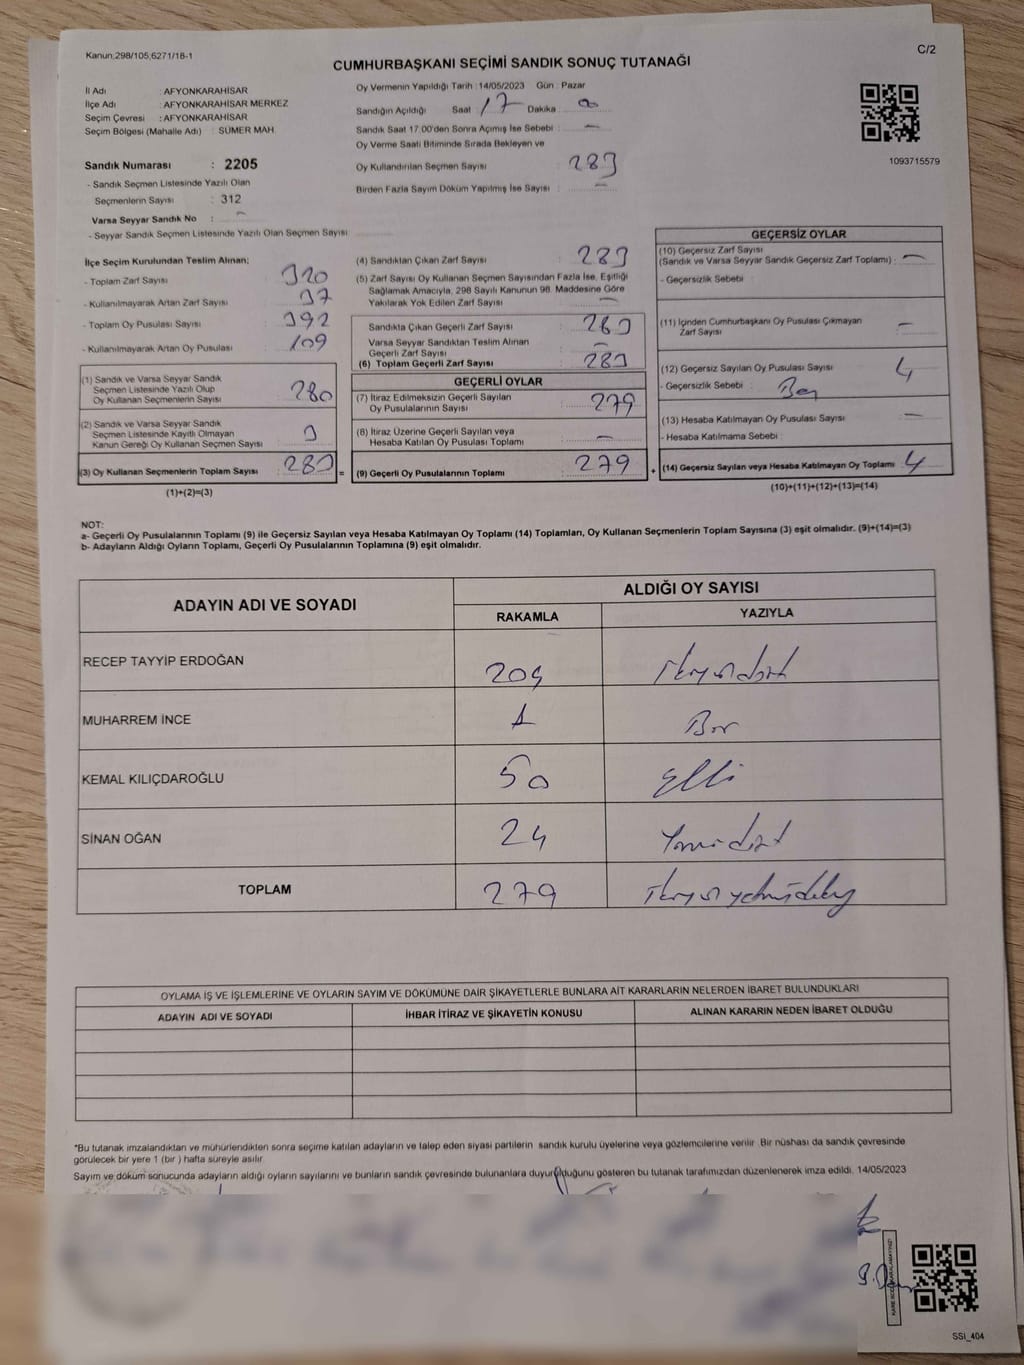 Kanun;298/105,6271/18-1
C/2
CUMHURBAŞKANI SEÇİMİ SANDIK SONUÇ TUTANAĞI
İl Adı : AFYONKARAHİSAR
İlçe Adı : AFYONKARAHİSAR MERKEZ
Seçim Çevresi : AFYONKARAHİSAR
Seçim Bölgesi (Mahalle Adı) : SÜMER MAH.
Sandık Numarası : 2205
- Sandık Seçmen Listesinde Yazılı Olan
Seçmenlerin Sayısı : 312
Varsa Seyyar Sandık No : -
- Seyyar Sandık Seçmen Listesinde Yazılı Olan Seçmen Sayısı
Oy Vermenin Yapıldığı Tarih :14/05/2023 Gün : Pazar
Sandığın Açıldığı Saat 17 Dakika 0
Sandık Saat 17.00'den Sonra Açımış İse Sebebi : -
Oy Verme Saati Bitiminde Sırada Bekleyen ve
Oy Kullandırılan Seçmen Sayısı 283
Birden Fazla Sayım Döküm Yapılmış İse Sayısı : -
1093715579
İlçe Seçim Kurulundan Teslim Alınan;
- Toplam Zarf Sayısı 320
- Kullanılmayarak Artan Zarf Sayısı 37
- Toplam Oy Pusulası Sayısı 392
- Kullanılmayarak Artan Oy Pusulası 109
(1) Sandık ve Varsa Seyyar Sandık
Seçmen Listesinde Yazılı Olup
Oy Kullanan Seçmenlerin Sayısı 280
(2) Sandık ve Varsa Seyyar Sandık
Seçmen Listesinde Kayıtlı Olmayan
Kanun Gereği Oy Kullanan Seçmen Sayısı 3
(3) Oy Kullanan Seçmenlerin Toplam Sayısı 283 =
(1)+(2)=(3)
(4) Sandıktan Çıkan Zarf Sayısı 283
(5) Zarf Sayısı Oy Kullanan Seçmen Sayısından Fazla İse, Eşitliği
Sağlamak Amacıyla, 298 Sayılı Kanunun 98. Maddesine Göre
Yakılarak Yok Edilen Zarf Sayısı -
Sandıkta Çıkan Geçerli Zarf Sayısı 283
Varsa Seyyar Sandıktan Teslim Alınan
Geçerli Zarf Sayısı -
(6) Toplam Geçerli Zarf Sayısı 283
GEÇERLİ OYLAR
(7) İtiraz Edilmeksizin Geçerli Sayılan
Oy Pusulalarının Sayısı 279
(8) İtiraz Üzerine Geçerli Sayılan veya
Hesaba Katılan Oy Pusulası Toplamı -
(9) Geçerli Oy Pusulalarının Toplamı 279 +
GEÇERSİZ OYLAR
(10) Geçersiz Zarf Sayısı
(Sandık ve Varsa Seyyar Sandık Geçersiz Zarf Toplamı) : -
- Geçersizlik Sebebi :
(11) İçinden Cumhurbaşkanı Oy Pusulası Çıkmayan
Zarf Sayısı -
(12) Geçersiz Sayılan Oy Pusulası Sayısı 4
- Geçersizlik Sebebi :
(13) Hesaba Katılmayan Oy Pusulası Sayısı -
- Hesaba Katılmama Sebebi :
(14) Geçersiz Sayılan veya Hesaba Katılmayan Oy Toplamı 4
(10)+(11)+(12)+(13)=(14)
NOT:
a- Geçerli Oy Pusulalarının Toplamı (9) ile Geçersiz Sayılan veya Hesaba Katılmayan Oy Toplamı (14) Toplamları, Oy Kullanan Seçmenlerin Toplam Sayısına (3) eşit olmalıdır. (9)+(14)=(3)
b- Adayların Aldığı Oyların Toplamı, Geçerli Oy Pusulalarının Toplamına (9) eşit olmalıdır.
ADAYIN ADI VE SOYADI
ALDIĞI OY SAYISI
RAKAMLA YAZIYLA
RECEP TAYYİP ERDOĞAN 204 ikiyüzdört
MUHARREM İNCE 1 Bir
KEMAL KILIÇDAROĞLU 50 Elli
SİNAN OĞAN 24 Yirmidört
TOPLAM 279 ikiyüzyetmişdokuz
OYLAMA İŞ VE İŞLEMLERİNE VE OYLARIN SAYIM VE DÖKÜMÜNE DAİR ŞİKAYETLERLE BUNLARA AİT KARARLARIN NELERDEN İBARET BULUNDUKLARI
ADAYIN ADI VE SOYADI İHBAR İTİRAZ VE ŞİKAYETİN KONUSU ALINAN KARARIN NEDEN İBARET OLDUĞU
*Bu tutanak imzalandıktan ve mühürlendikten sonra seçime katılan adayların ve talep eden siyasi partilerin sandık kurulu üyelerine veya gözlemcilerine verilir .Bir nüshası da sandık çevresinde
görülecek bir yere 1 (bir ) hafta süreyle asılır.
Sayım ve döküm sonucunda adayların aldığı oyların sayılarını ve bunların sandık çevresinde bulunanlara duyurulduğunu gösteren bu tutanak tarafımızdan düzenlenerek imza edildi. 14/05/2023
SSI_404